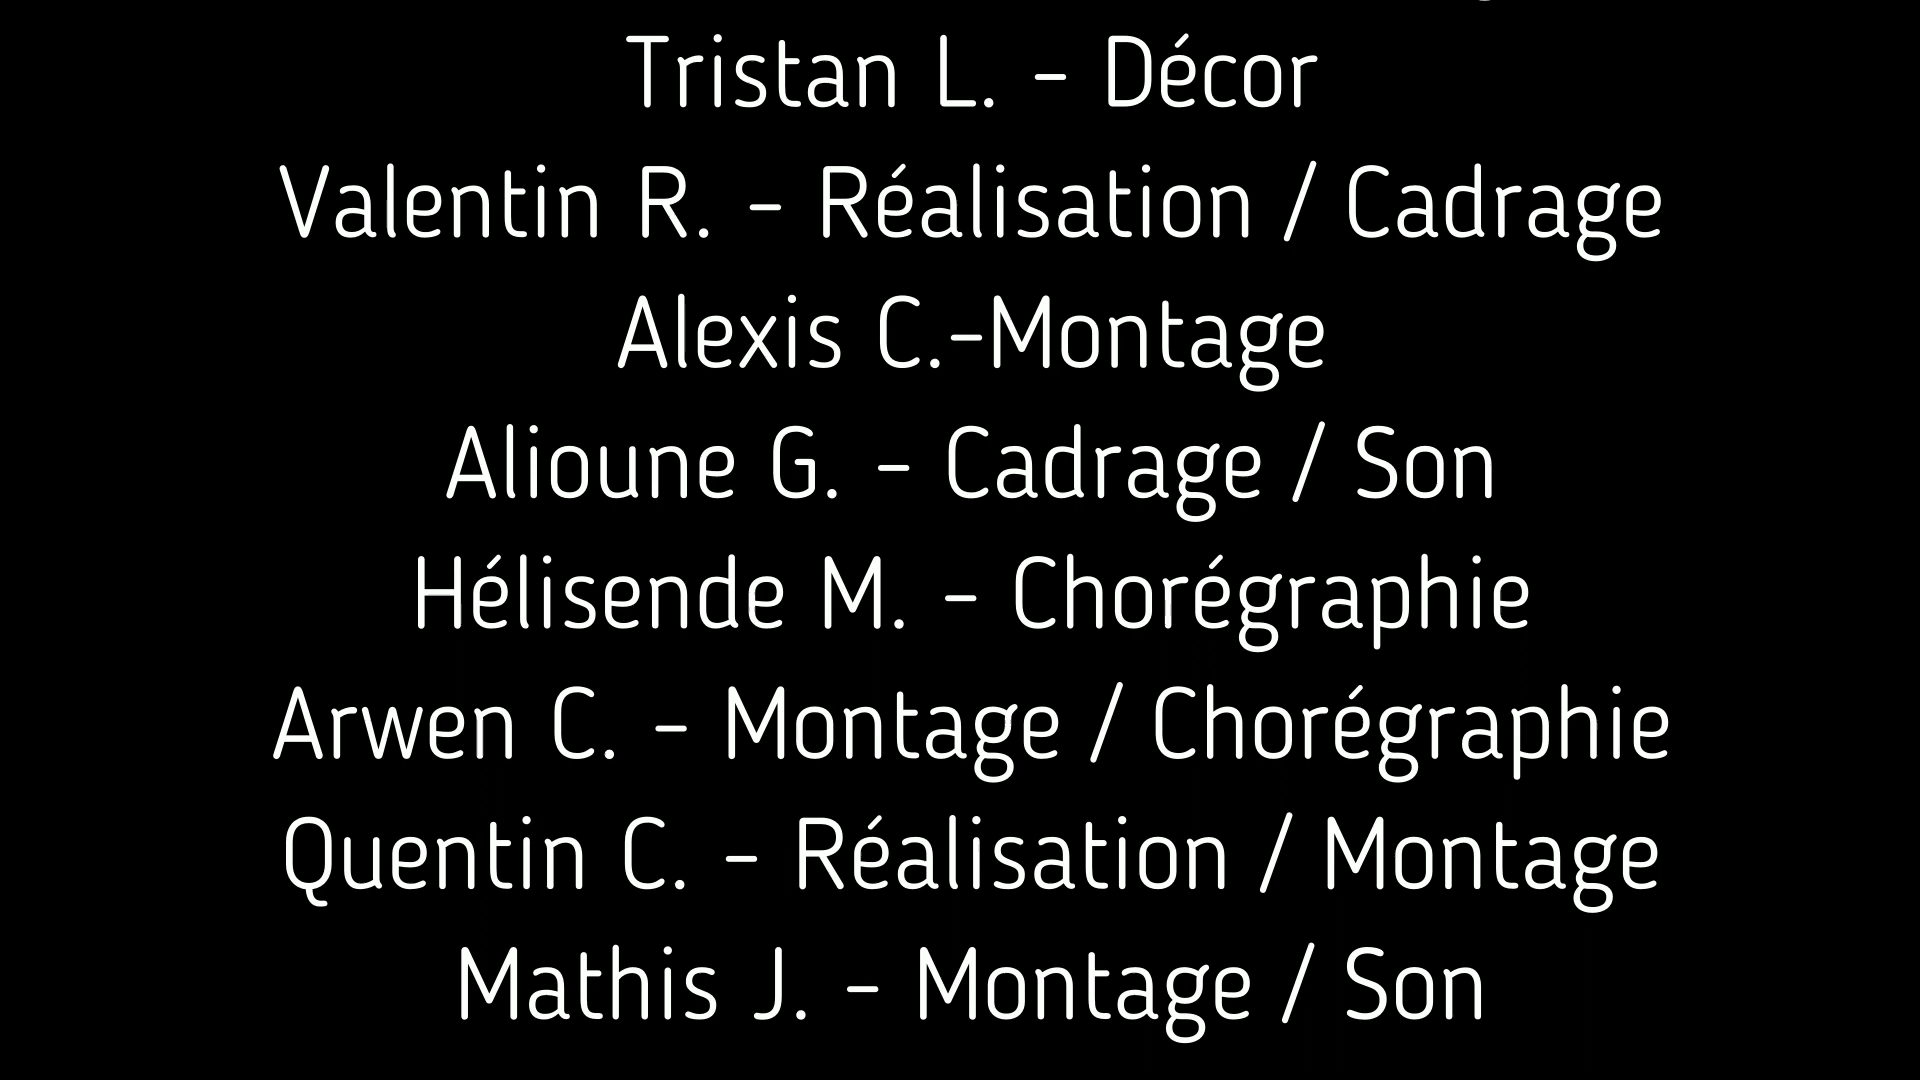 Tristan L. - Décor
Valentin R. - Réalisation / Cadrage
Alexis C.-Montage
Alioune G. - Cadrage / Son
Hélisende M. - Chorégraphie
Arwen C. - Montage / Chorégraphie
Quentin C. - Réalisation / Montage
Mathis J. - Montage / Son